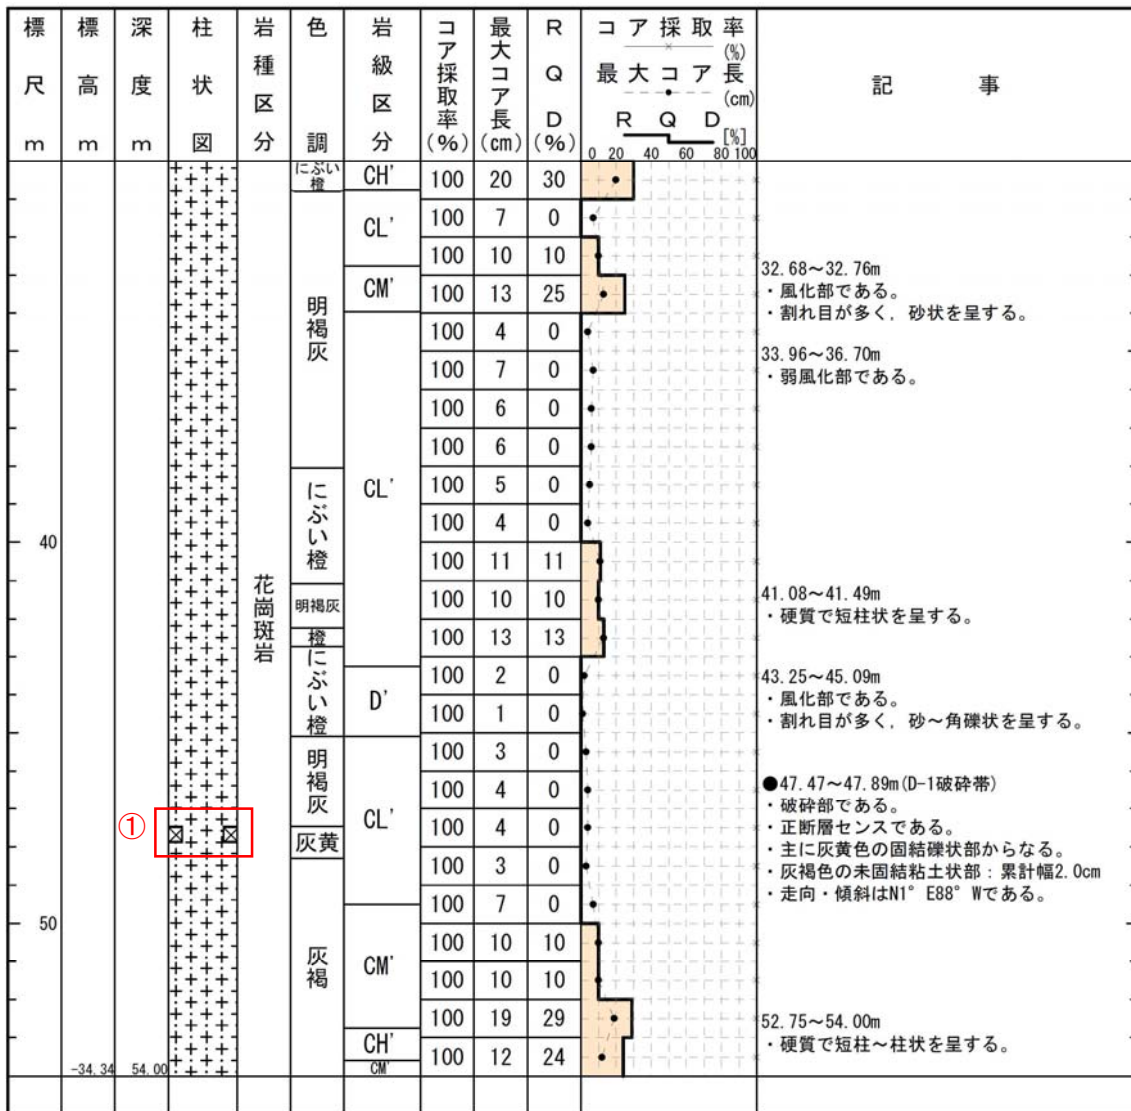 標尺m
標高m
深度m
柱状図
岩種区分
色調
岩級区分
コア採取率(%)
最大コア長(cm)
RQD(%)
コア採取率(%)
最大コア長(cm)
RQD[%]
0 20 40 60 80 100
記事
にぶい橙 CH' 100 20 30
CL' 100 7 0
100 10 10
CM' 100 13 25
明褐灰 100 4 0
100 7 0
100 6 0
100 6 0
にぶい橙 CL' 100 5 0
100 4 0
40
100 11 11
明褐灰 100 10 10
橙 100 13 13
花崗斑岩
にぶい橙 100 2 0
D' 100 1 0
明褐灰 100 3 0
100 4 0
① 灰黄 CL' 100 4 0
100 3 0
100 7 0
50
灰褐 CM' 100 10 10
100 10 10
100 19 29
CH' 100 12 24
CM'
-34.34 54.00
32.68～32.76m
・風化部である。
・割れ目が多く，砂状を呈する。
33.96～36.70m
・弱風化部である。
41.08～41.49m
・硬質で短柱状を呈する。
43.25～45.09m
・風化部である。
・割れ目が多く，砂～角礫状を呈する。
●47.47～47.89m(D-1破砕帯)
・破砕部である。
・正断層センスである。
・主に灰黄色の固結礫状部からなる。
・灰褐色の未固結粘土状部：累計幅2.0cm
・走向・傾斜はN1°E88°Wである。
52.75～54.00m
・硬質で短柱～柱状を呈する。